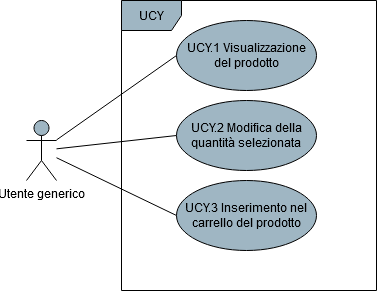 UCY
UCY.1 Visualizzazione
del prodotto
UCY.2 Modifica della
quantità selezionata
Utente generico
UCY.3 Inserimento nel
carrello del prodotto